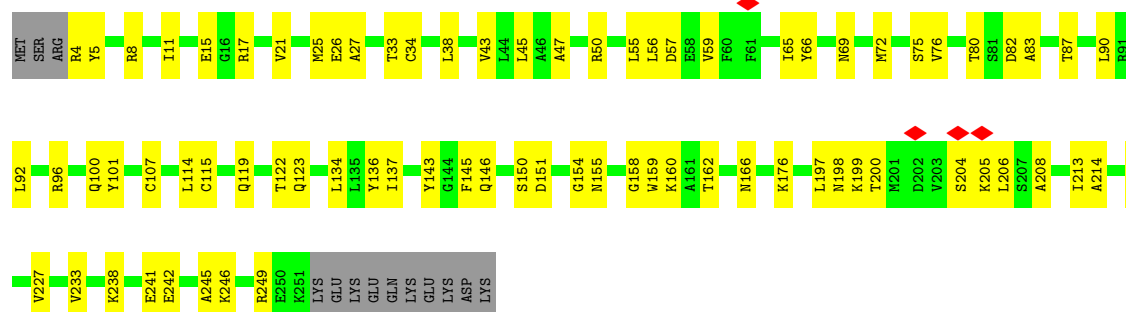 MET SER ARG R4 Y5 R8 I11 E15 G16 R17 V21 M25 E26 A27 T33 C34 L38 V43 L44 L45 A46 A47 R50 L55 L56 D57 E58 V59 F60 F61 I65 Y66 N69 M72 S75 V76 T80 S81 D82 A83 T87 L90 R91
L92 R96 Q100 Y101 C107 L114 C115 Q119 T122 Q123 L134 L135 Y136 I137 Y143 G144 F145 Q146 S150 D151 G154 N155 G158 W159 K160 A161 T162 N166 K176 L197 N198 K199 T200 M201 D202 V203 S204 K205 L206 S207 A208 I213 A214
V227 V233 K238 E241 E242 A245 K246 R249 E250 K251 LYS GLU LYS GLU GLN LYS GLU LYS ASP LYS